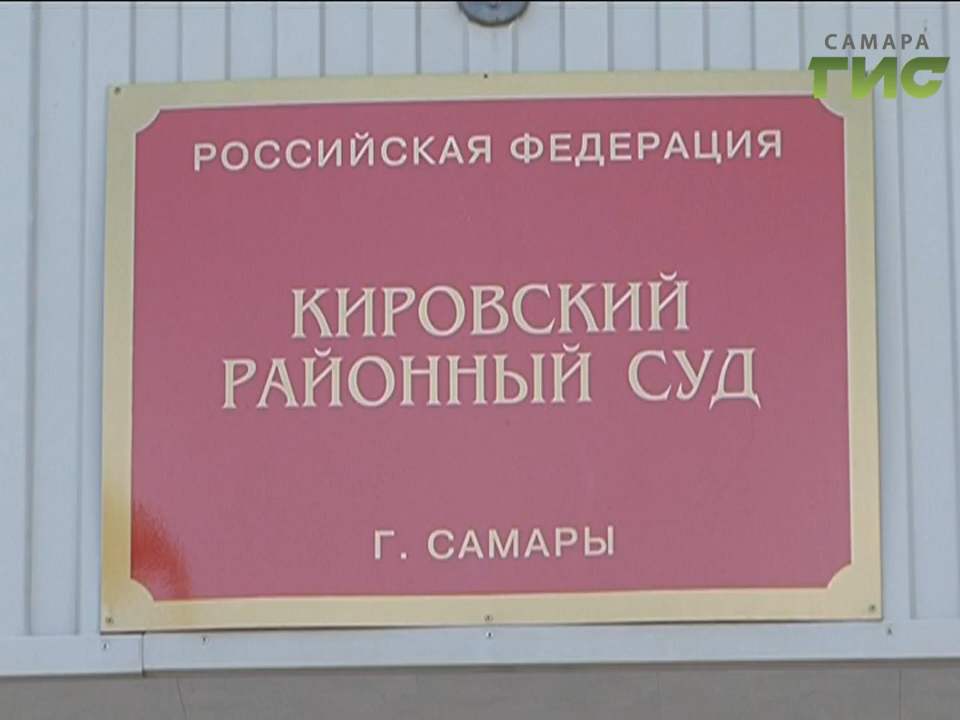 САМАРА
ГИС
РОССИЙСКАЯ ФЕДЕРАЦИЯ
КИРОВСКИЙ
РАЙОННЫЙ СУД
Г. САМАРЫ